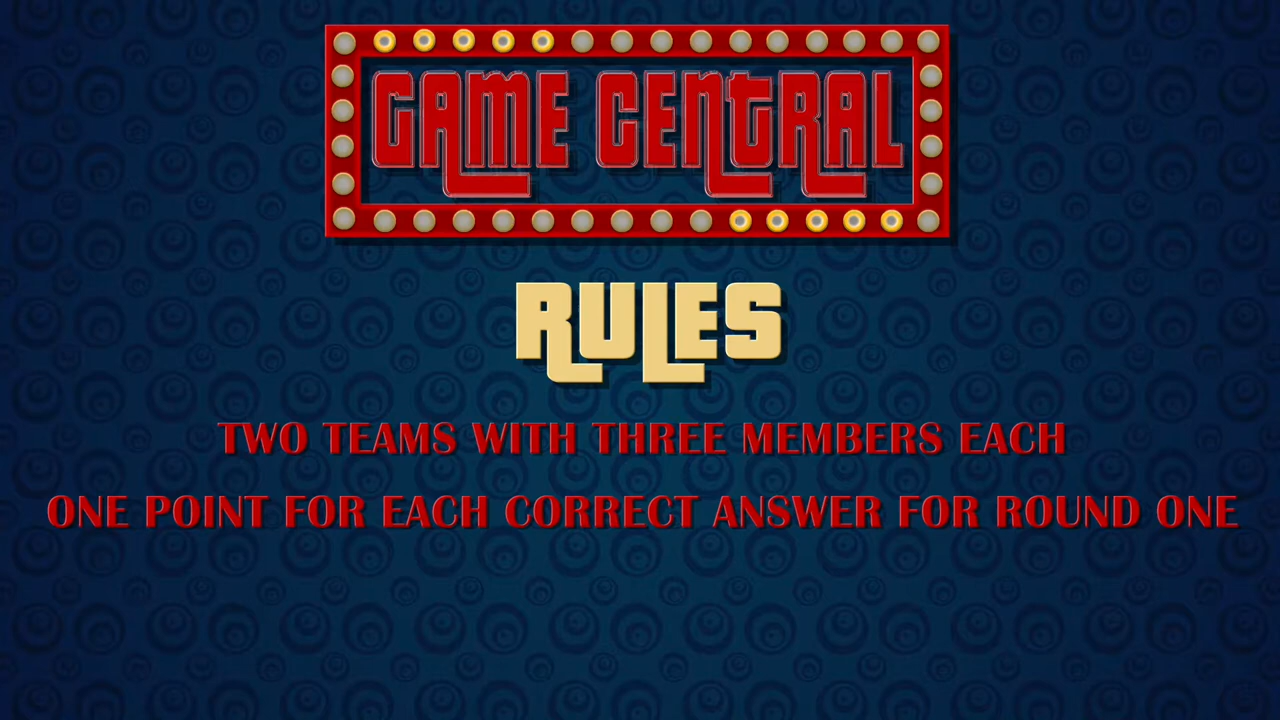 GAME CENTRAL
RULES
TWO TEAMS WITH THREE MEMBERS EACH
ONE POINT FOR EACH CORRECT ANSWER FOR ROUND ONE